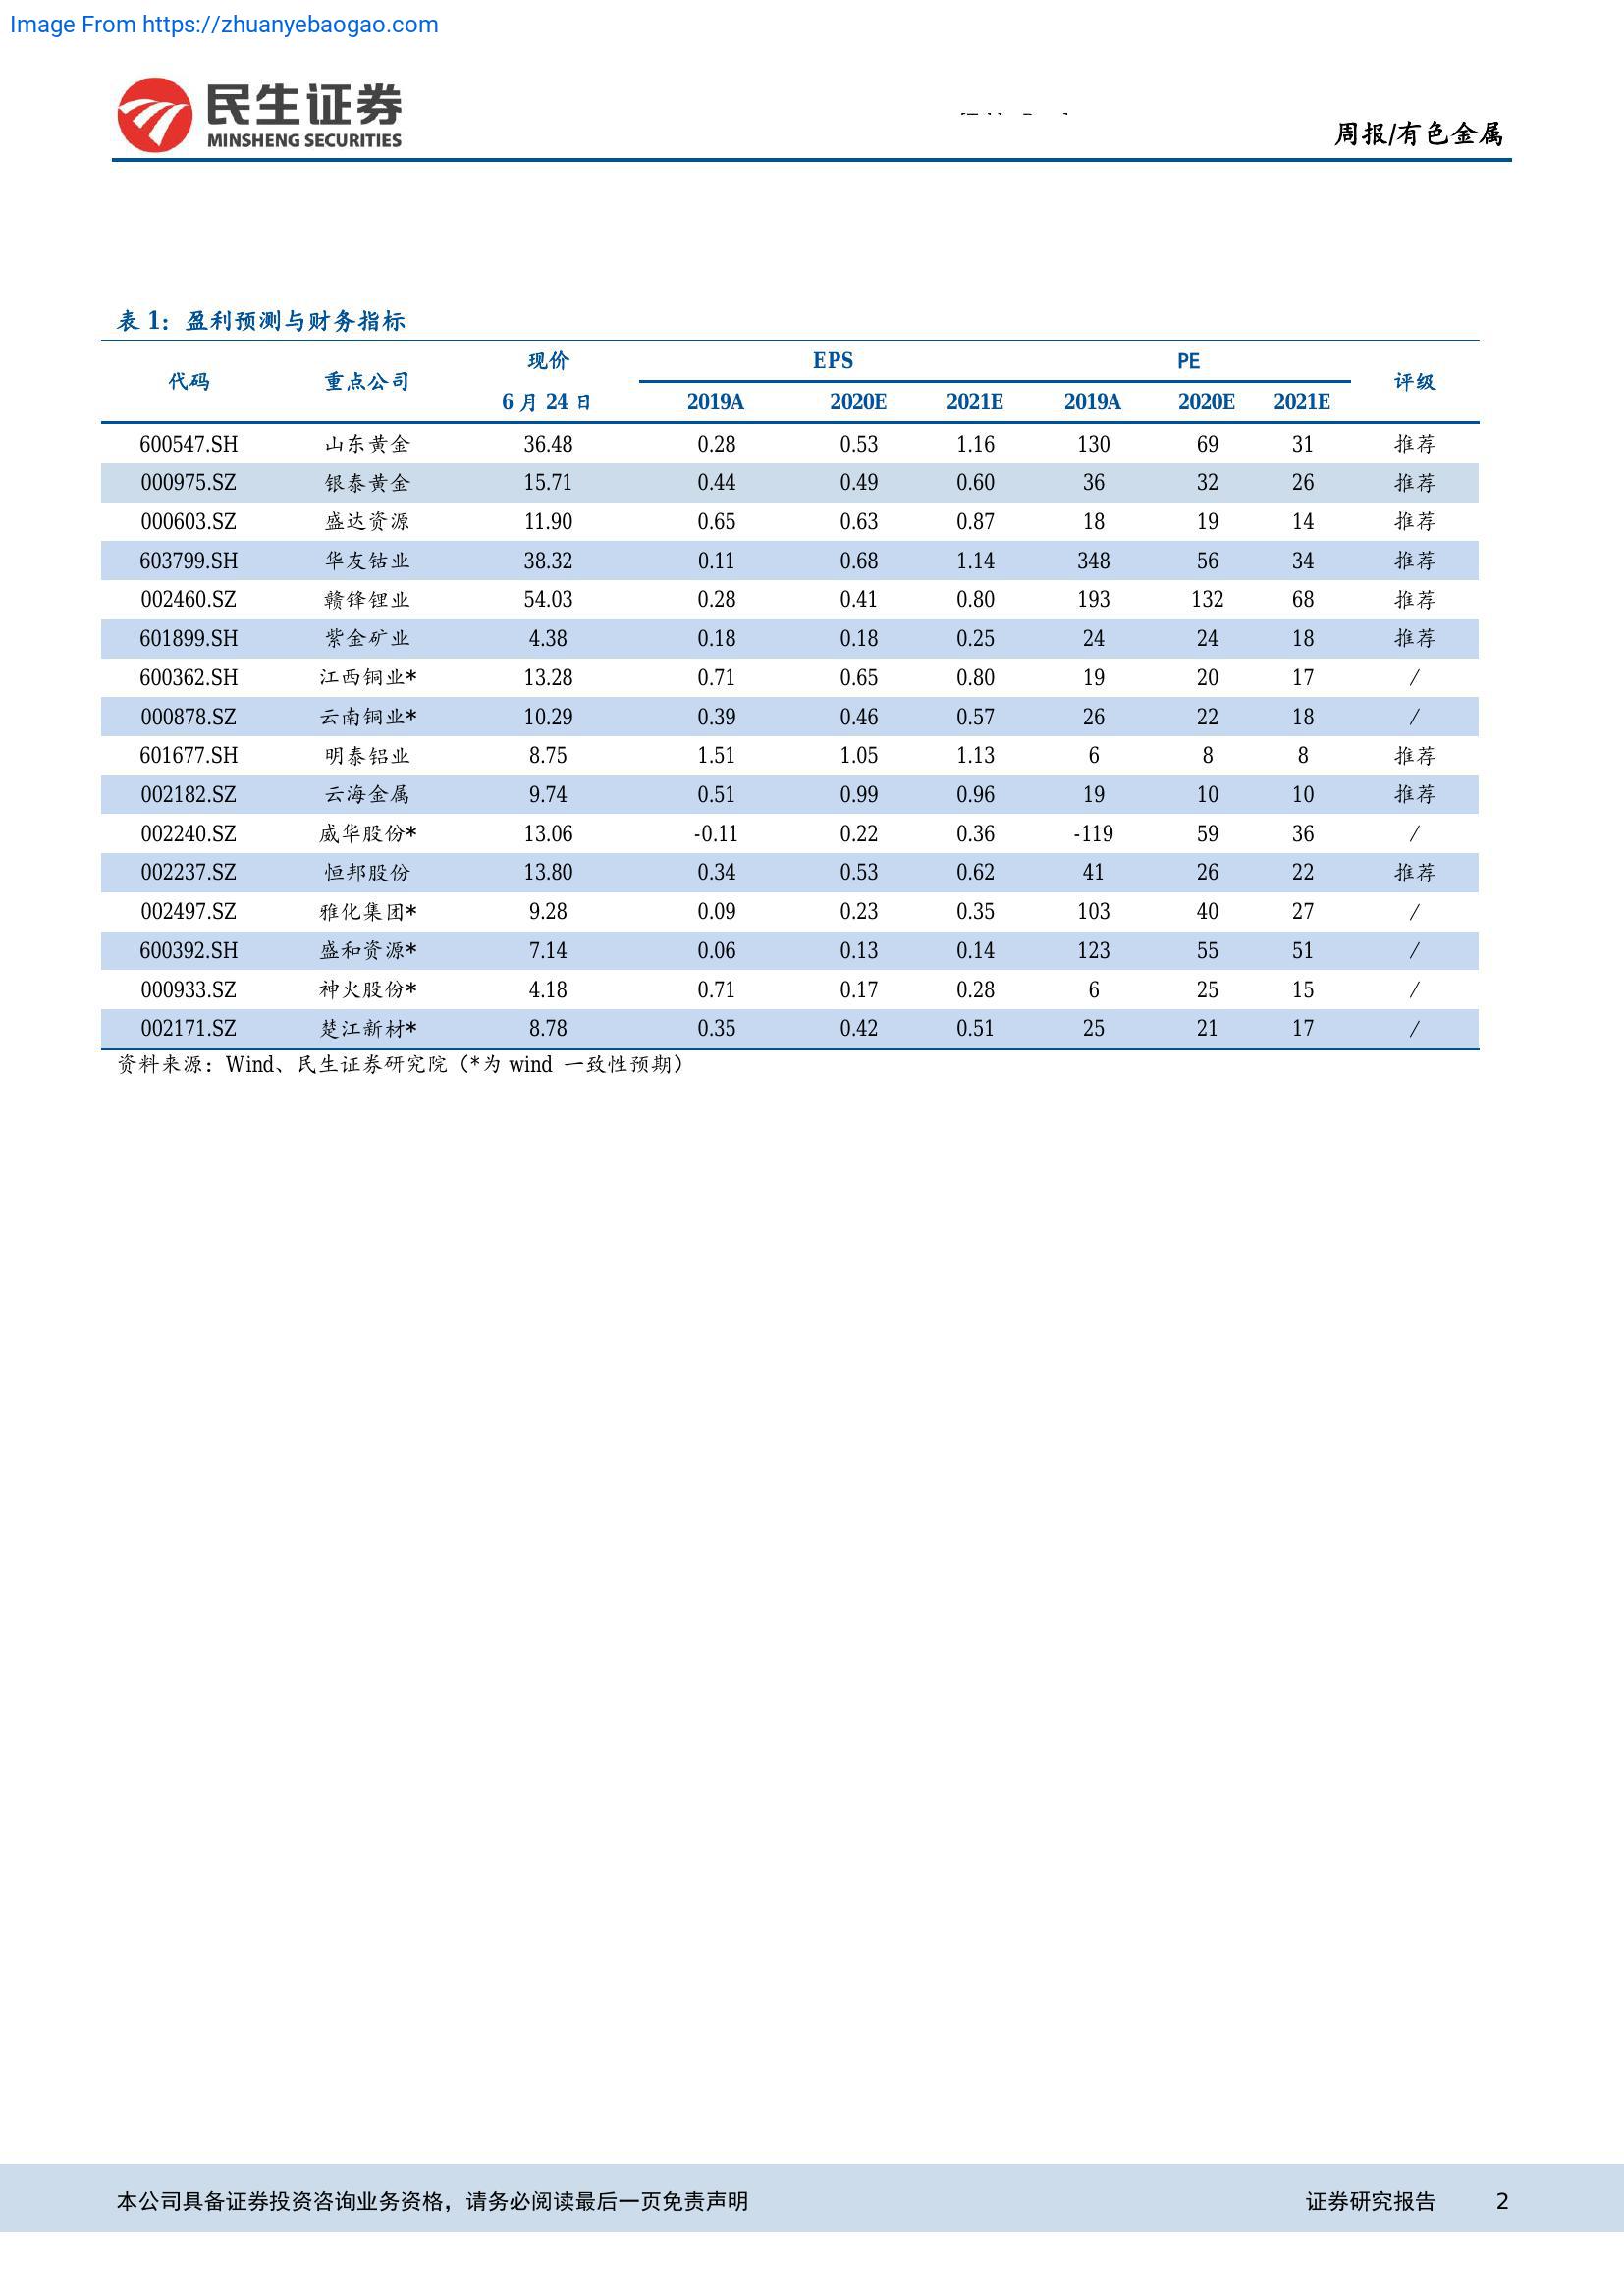 Image From https://zhuanyebaogao.com
民生证券
MINSHENG SECURITIES
周报/有色金属
表 1：盈利预测与财务指标
代码 重点公司 现价 EPS PE 评级
6 月 24 日 2019A 2020E 2021E 2019A 2020E 2021E
600547.SH 山东黄金 36.48 0.28 0.53 1.16 130 69 31 推荐
000975.SZ 银泰黄金 15.71 0.44 0.49 0.60 36 32 26 推荐
000603.SZ 盛达资源 11.90 0.65 0.63 0.87 18 19 14 推荐
603799.SH 华友钴业 38.32 0.11 0.68 1.14 348 56 34 推荐
002460.SZ 赣锋锂业 54.03 0.28 0.41 0.80 193 132 68 推荐
601899.SH 紫金矿业 4.38 0.18 0.18 0.25 24 24 18 推荐
600362.SH 江西铜业* 13.28 0.71 0.65 0.80 19 20 17 /
000878.SZ 云南铜业* 10.29 0.39 0.46 0.57 26 22 18 /
601677.SH 明泰铝业 8.75 1.51 1.05 1.13 6 8 8 推荐
002182.SZ 云海金属 9.74 0.51 0.99 0.96 19 10 10 推荐
002240.SZ 威华股份* 13.06 -0.11 0.22 0.36 -119 59 36 /
002237.SZ 恒邦股份 13.80 0.34 0.53 0.62 41 26 22 推荐
002497.SZ 雅化集团* 9.28 0.09 0.23 0.35 103 40 27 /
600392.SH 盛和资源* 7.14 0.06 0.13 0.14 123 55 51 /
000933.SZ 神火股份* 4.18 0.71 0.17 0.28 6 25 15 /
002171.SZ 楚江新材* 8.78 0.35 0.42 0.51 25 21 17 /
资料来源：Wind、民生证券研究院（*为 wind 一致性预期）
本公司具备证券投资咨询业务资格，请务必阅读最后一页免责声明 证券研究报告 2